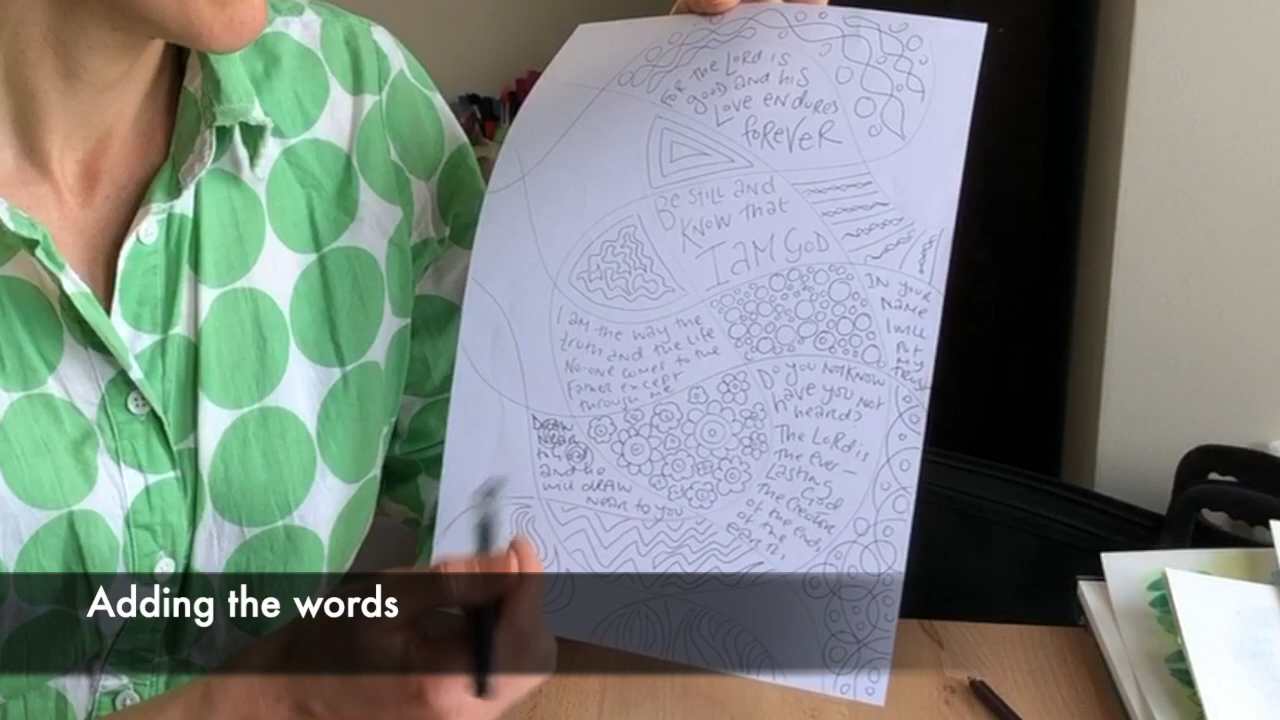 FOR THE LORD IS
good and his
Love enduRes
foReveR
Be STILL and
KNOW that
I AM GOD
IN YOUR
Name
I WILL
PUT
MY
TRUST
I AM the way the
truth and the Life
No-one comes to the
Father except
through me
Do you NOT KNOW
have you NOT
heard?
The LORD is
The ever-
Lasting
God
the CReatoR
of the ends
of the
earth.
DRAW
NeaR
and he
will dRAW
NeaR to you
Adding the words